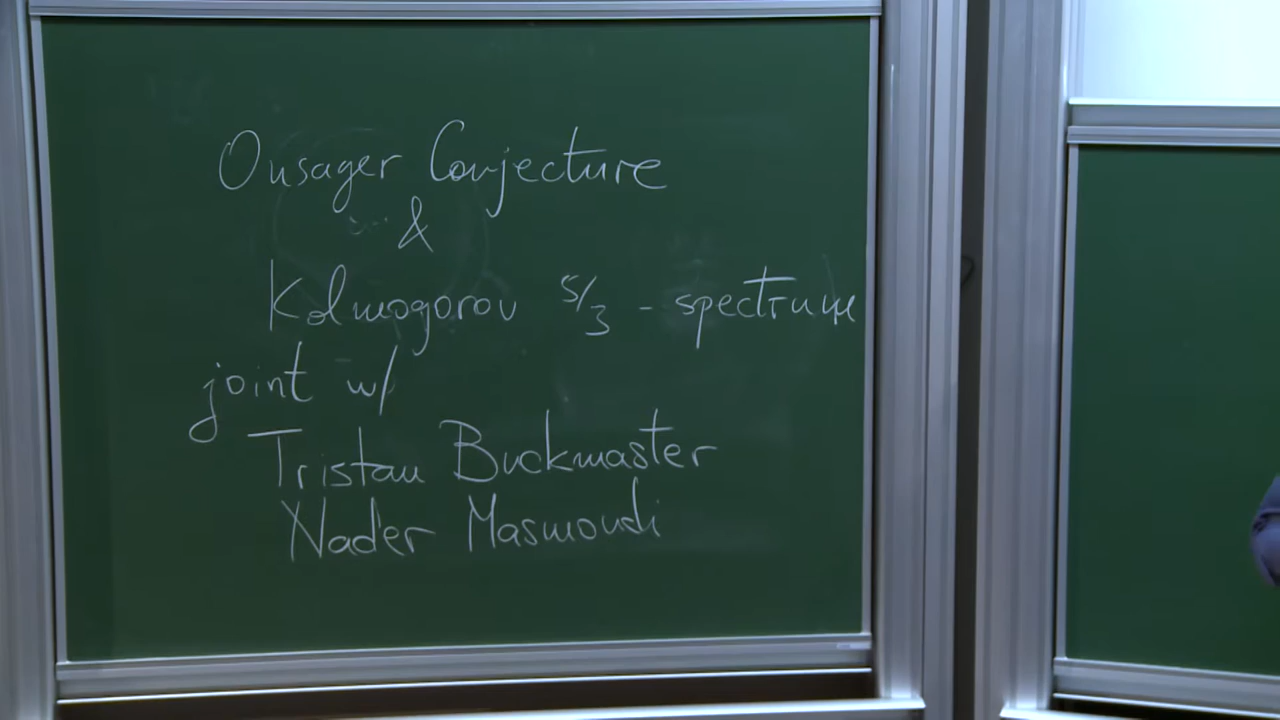 Onsager Conjecture
&
Kolmogorov 5/3 - spectrum
joint w/
Tristan Buckmaster
Nader Masmoudi